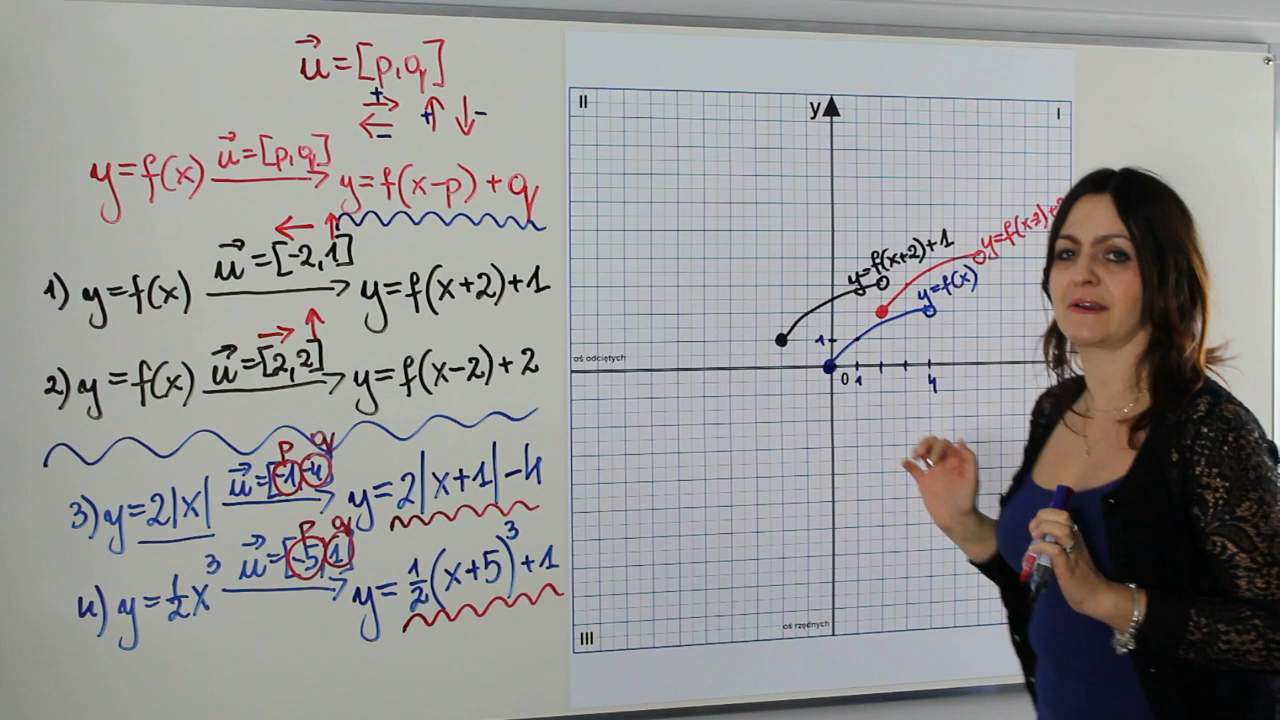 u⃗ = [p, q]
+ → ↑ + ↓ -
← -
y = f(x) u⃗ = [p, q] → y = f(x-p) + q
← ↑
1) y = f(x) u⃗ = [-2, 1] → y = f(x+2) + 1
→ ↑
2) y = f(x) u⃗ = [2, 2] → y = f(x-2) + 2
p q
3) y = 2|x| u⃗ = [-1, -4] → y = 2|x+1| - 4
p q
4) y = ½x³ u⃗ = [-5, 1] → y = ½(x+5)³ + 1
II
y
I
y=f(x+2)+1
y=f(x-2)+
y=f(x)
1
oś odciętych
0 1 4
III
oś rzędnych